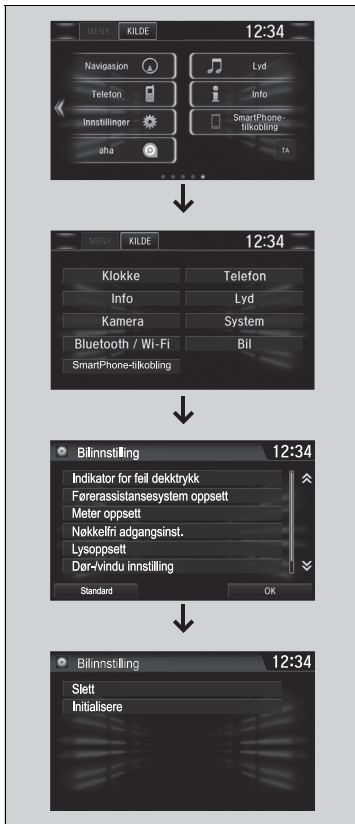 MENY KILDE 12:34
Navigasjon Lyd
Telefon Info
Innstillinger SmartPhone-
tilkobling
aha TA
MENY KILDE 12:34
Klokke Telefon
Info Lyd
Kamera System
Bluetooth / Wi-Fi Bil
SmartPhone-tilkobling
Bilinnstilling 12:34
Indikator for feil dekktrykk
Førerassistansesystem oppsett
Meter oppsett
Nøkkelfri adgangsinst.
Lysoppsett
Dør-/vindu innstilling
Standard OK
Bilinnstilling 12:34
Slett
Initialisere